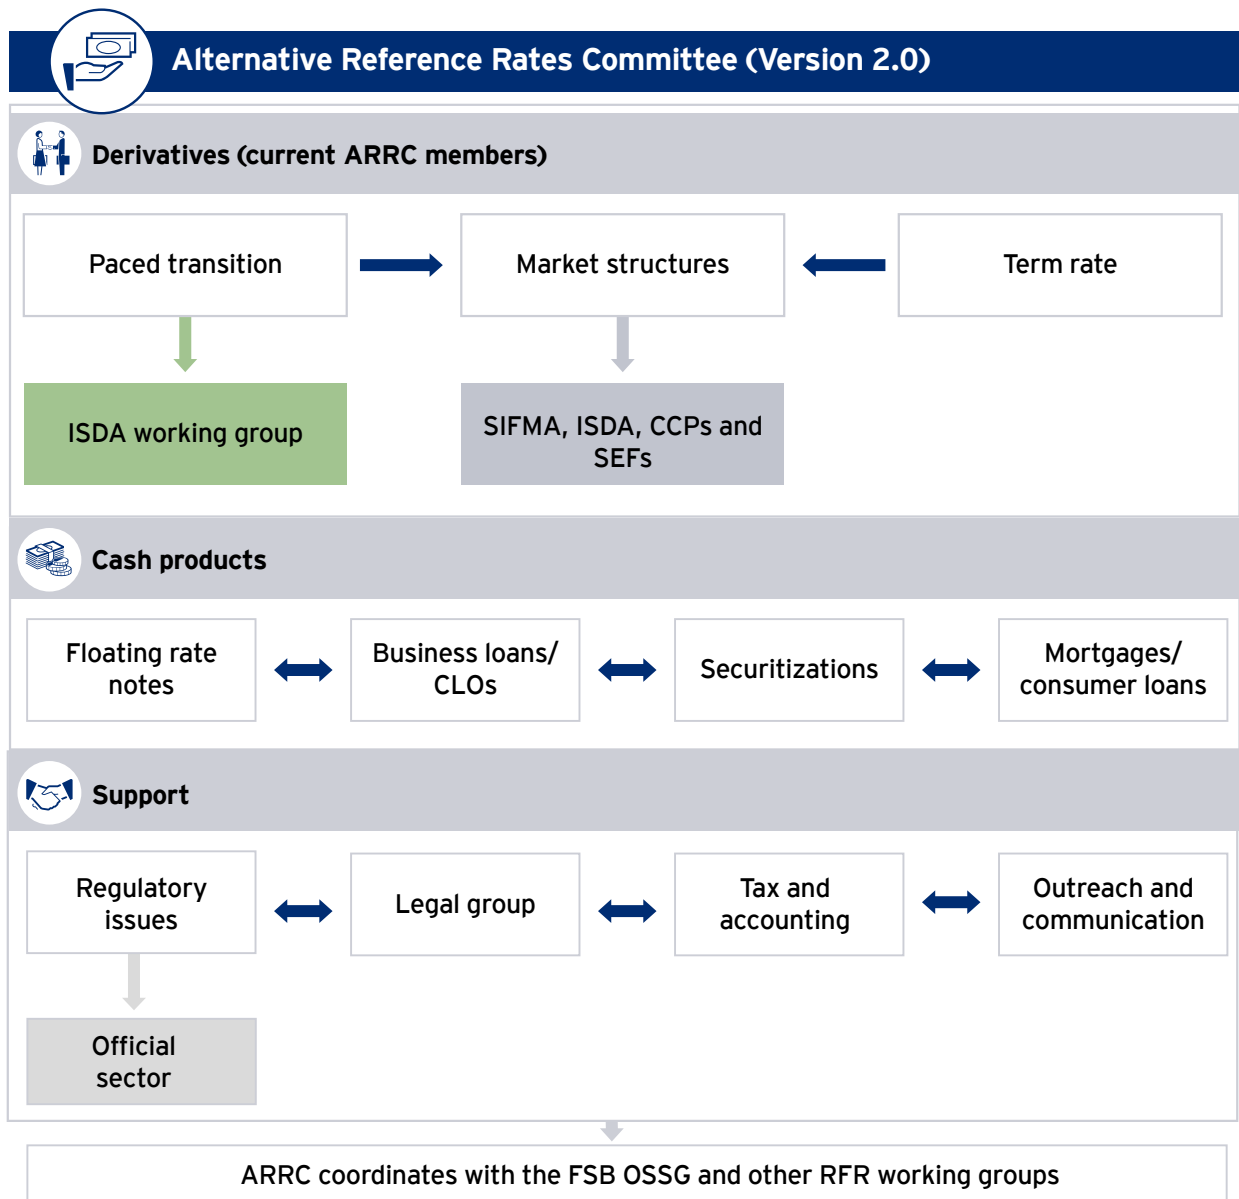 Alternative Reference Rates Committee (Version 2.0)
Derivatives (current ARRC members)
Paced transition
Market structures
Term rate
ISDA working group
SIFMA, ISDA, CCPs and
SEFs
Cash products
Floating rate
notes
Business loans/
CLOs
Securitizations
Mortgages/
consumer loans
Support
Regulatory
issues
Legal group
Tax and
accounting
Outreach and
communication
Official
sector
ARRC coordinates with the FSB OSSG and other RFR working groups